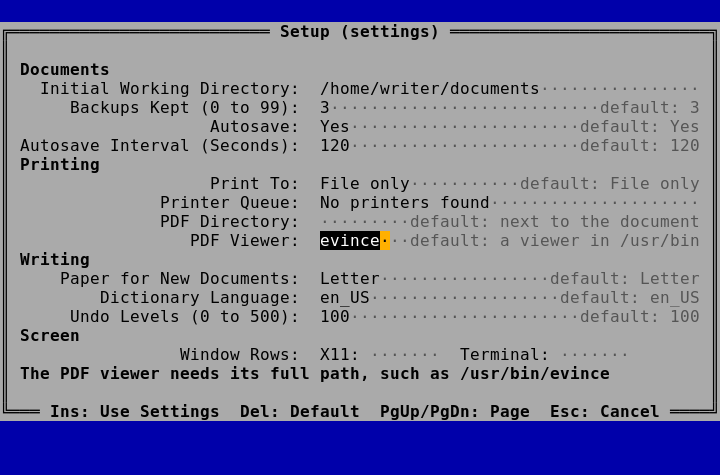 Setup (settings)
Documents
Initial Working Directory: /home/writer/documents················
Backups Kept (0 to 99): 3···························default: 3
Autosave: Yes·······················default: Yes
Autosave Interval (Seconds): 120·······················default: 120
Printing
Print To: File only···········default: File only
Printer Queue: No printers found·····················
PDF Directory: ·········default: next to the document
PDF Viewer: evince···default: a viewer in /usr/bin
Writing
Paper for New Documents: Letter·················default: Letter
Dictionary Language: en_US···················default: en_US
Undo Levels (0 to 500): 100·······················default: 100
Screen
Window Rows: X11: ······· Terminal: ·······
The PDF viewer needs its full path, such as /usr/bin/evince
Ins: Use Settings Del: Default PgUp/PgDn: Page Esc: Cancel